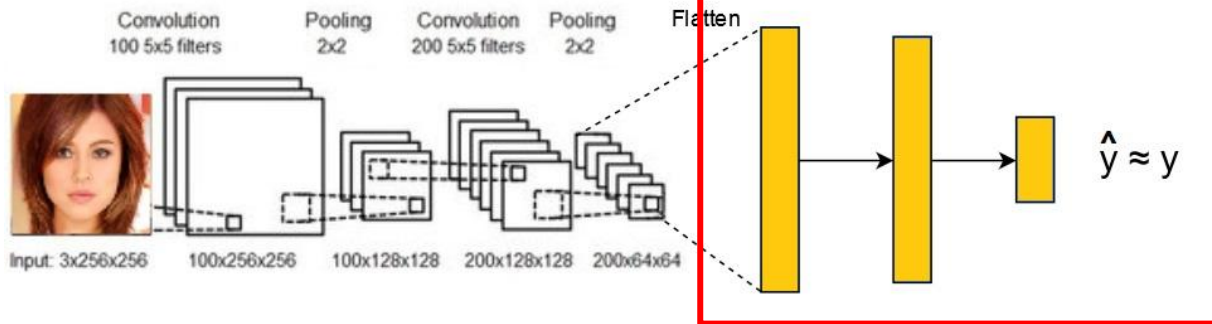 Convolution
100 5x5 filters
Pooling
2x2
Convolution
200 5x5 filters
Pooling
2x2
Flatten
ŷ ≈ y
Input: 3x256x256
100x256x256
100x128x128
200x128x128
200x64x64